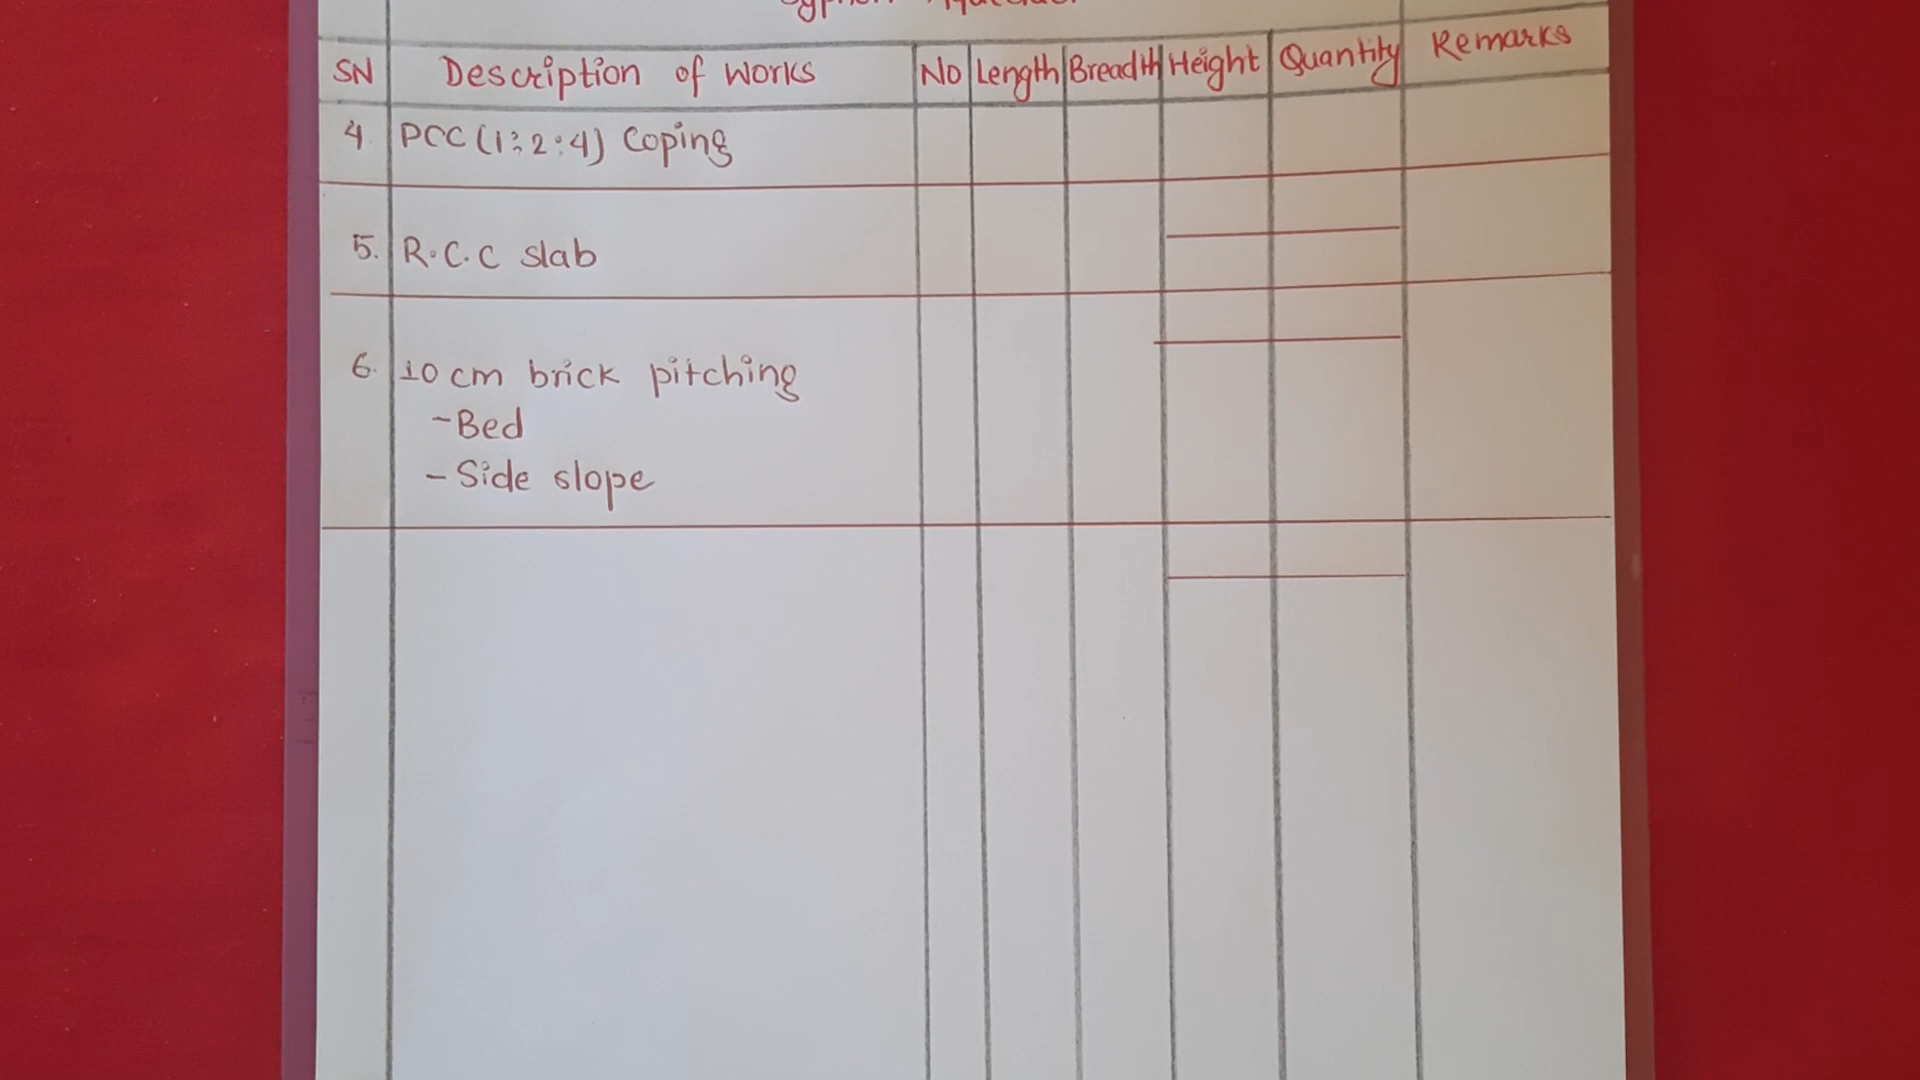 SN Description of Works No Length Breadth Height Quantity Remarks
4. PCC (1:2:4) Coping
5. R.C.C slab
6. 10 cm brick pitching
- Bed
- Side slope